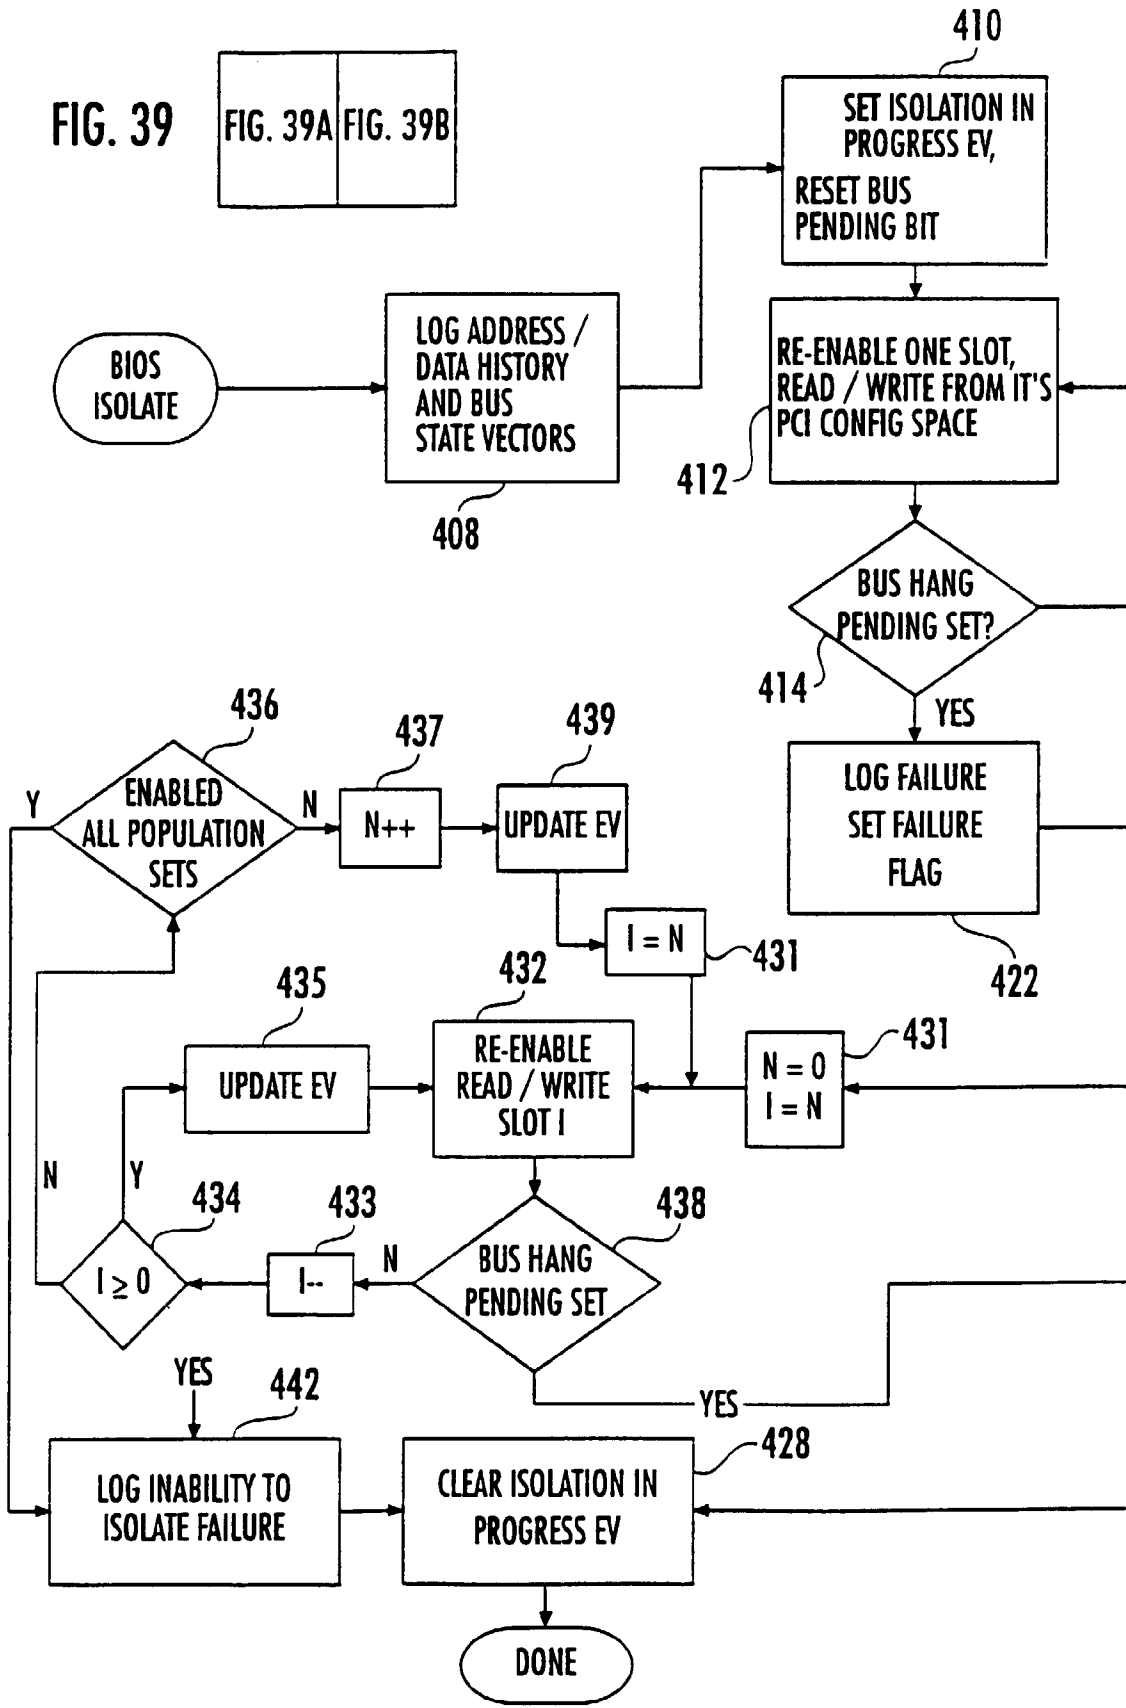 FIG. 39
FIG. 39A
FIG. 39B
410
SET ISOLATION IN
PROGRESS EV,
RESET BUS
PENDING BIT
BIOS
ISOLATE
LOG ADDRESS /
DATA HISTORY
AND BUS
STATE VECTORS
408
RE-ENABLE ONE SLOT,
READ / WRITE FROM IT'S
PCI CONFIG SPACE
412
BUS HANG
PENDING SET?
414
YES
LOG FAILURE
SET FAILURE
FLAG
422
436
ENABLED
ALL POPULATION
SETS
Y
N
437
N++
439
UPDATE EV
I = N
431
435
UPDATE EV
432
RE-ENABLE
READ / WRITE
SLOT I
431
N = 0
I = N
N
Y
434
I ≥ 0
433
I--
N
438
BUS HANG
PENDING SET
YES
YES
442
LOG INABILITY TO
ISOLATE FAILURE
428
CLEAR ISOLATION IN
PROGRESS EV
DONE